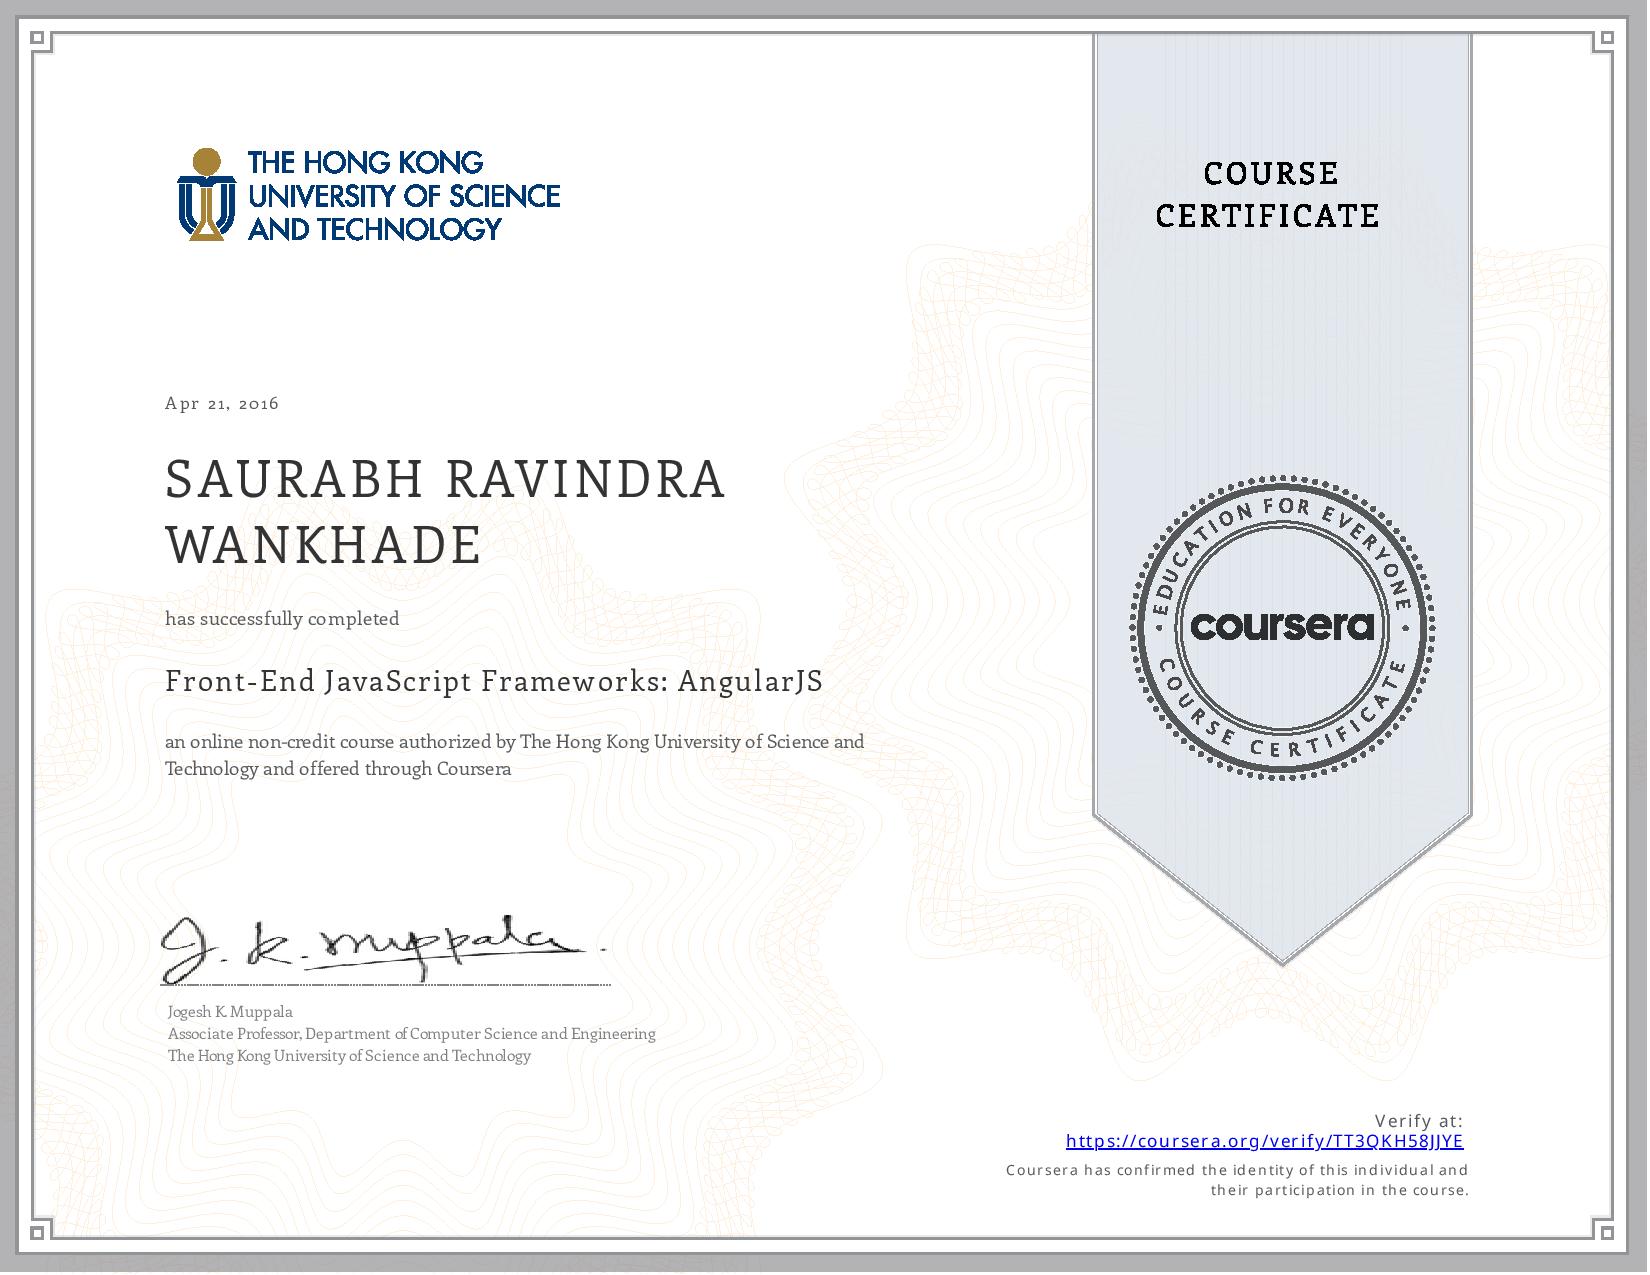 THE HONG KONG
UNIVERSITY OF SCIENCE
AND TECHNOLOGY
COURSE
CERTIFICATE
Apr 21, 2016
SAURABH RAVINDRA
WANKHADE
has successfully completed
Front-End JavaScript Frameworks: AngularJS
an online non-credit course authorized by The Hong Kong University of Science and
Technology and offered through Coursera
EDUCATION FOR EVERYONE
coursera
COURSE CERTIFICATE
J. K. Muppala.
Jogesh K. Muppala
Associate Professor, Department of Computer Science and Engineering
The Hong Kong University of Science and Technology
Verify at:
https://coursera.org/verify/TT3QKH58JJYE
Coursera has confirmed the identity of this individual and
their participation in the course.